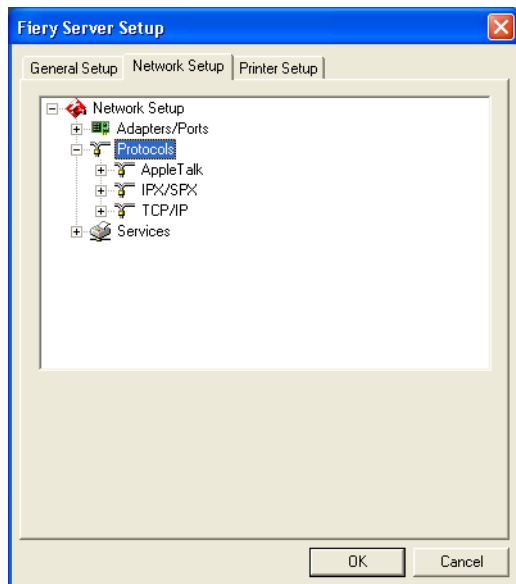 Fiery Server Setup
General Setup
Network Setup
Printer Setup
Network Setup
Adapters/Ports
Protocols
AppleTalk
IPX/SPX
TCP/IP
Services
OK
Cancel